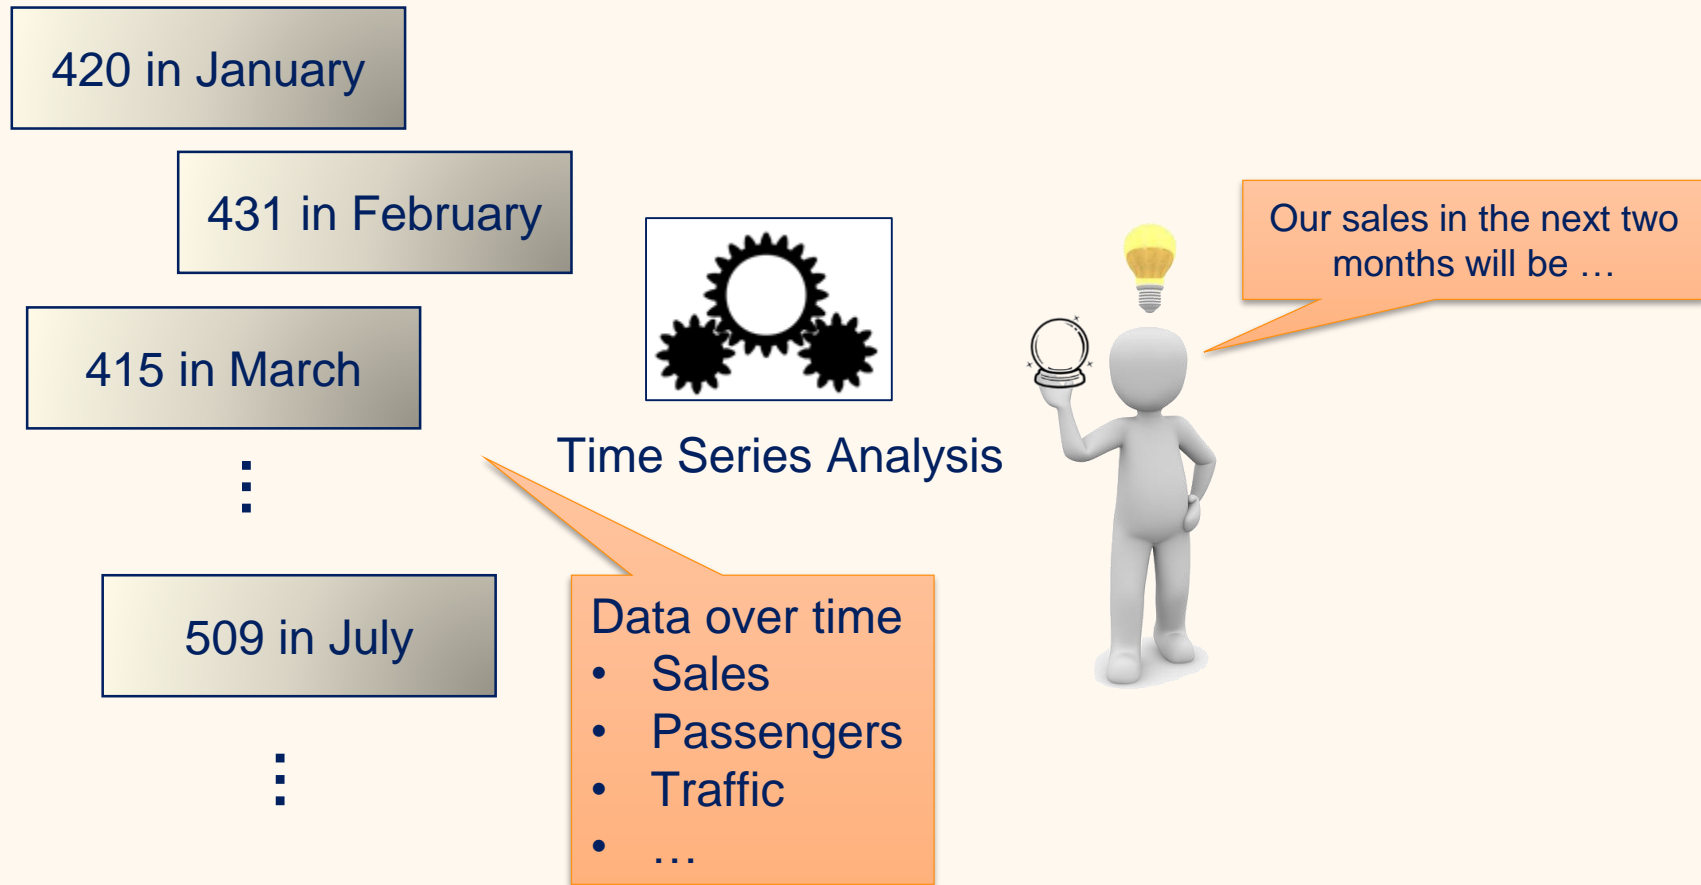 420 in January
431 in February
415 in March
⋮
509 in July
⋮
Time Series Analysis
Data over time
• Sales
• Passengers
• Traffic
• …
Our sales in the next two
months will be …